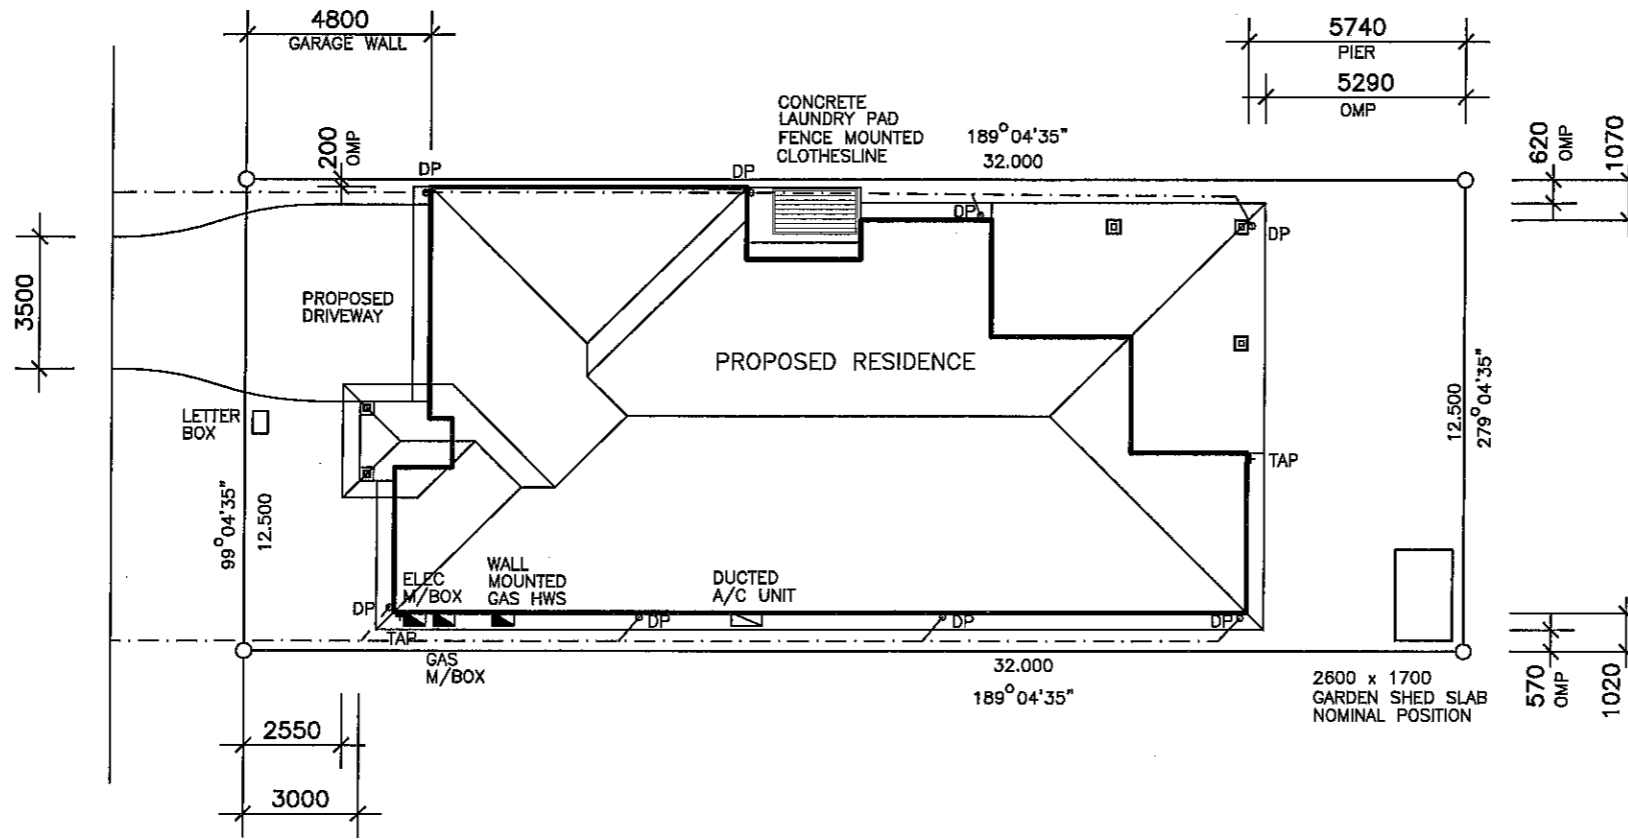 4800
GARAGE WALL
5740
PIER
5290
OMP
200
OMP
DP
DP
CONCRETE
LAUNDRY PAD
FENCE MOUNTED
CLOTHESLINE
189°04'35"
32.000
620
OMP
1070
DP
DP
3500
PROPOSED
DRIVEWAY
PROPOSED RESIDENCE
LETTER
BOX
12.500
279°04'35"
TAP
99°04'35"
12.500
ELEC
M/BOX
WALL
MOUNTED
GAS HWS
DUCTED
A/C UNIT
DP
DP
DP
DP
TAP
GAS
M/BOX
32.000
189°04'35"
2600 x 1700
GARDEN SHED SLAB
NOMINAL POSITION
570
OMP
1020
2550
3000